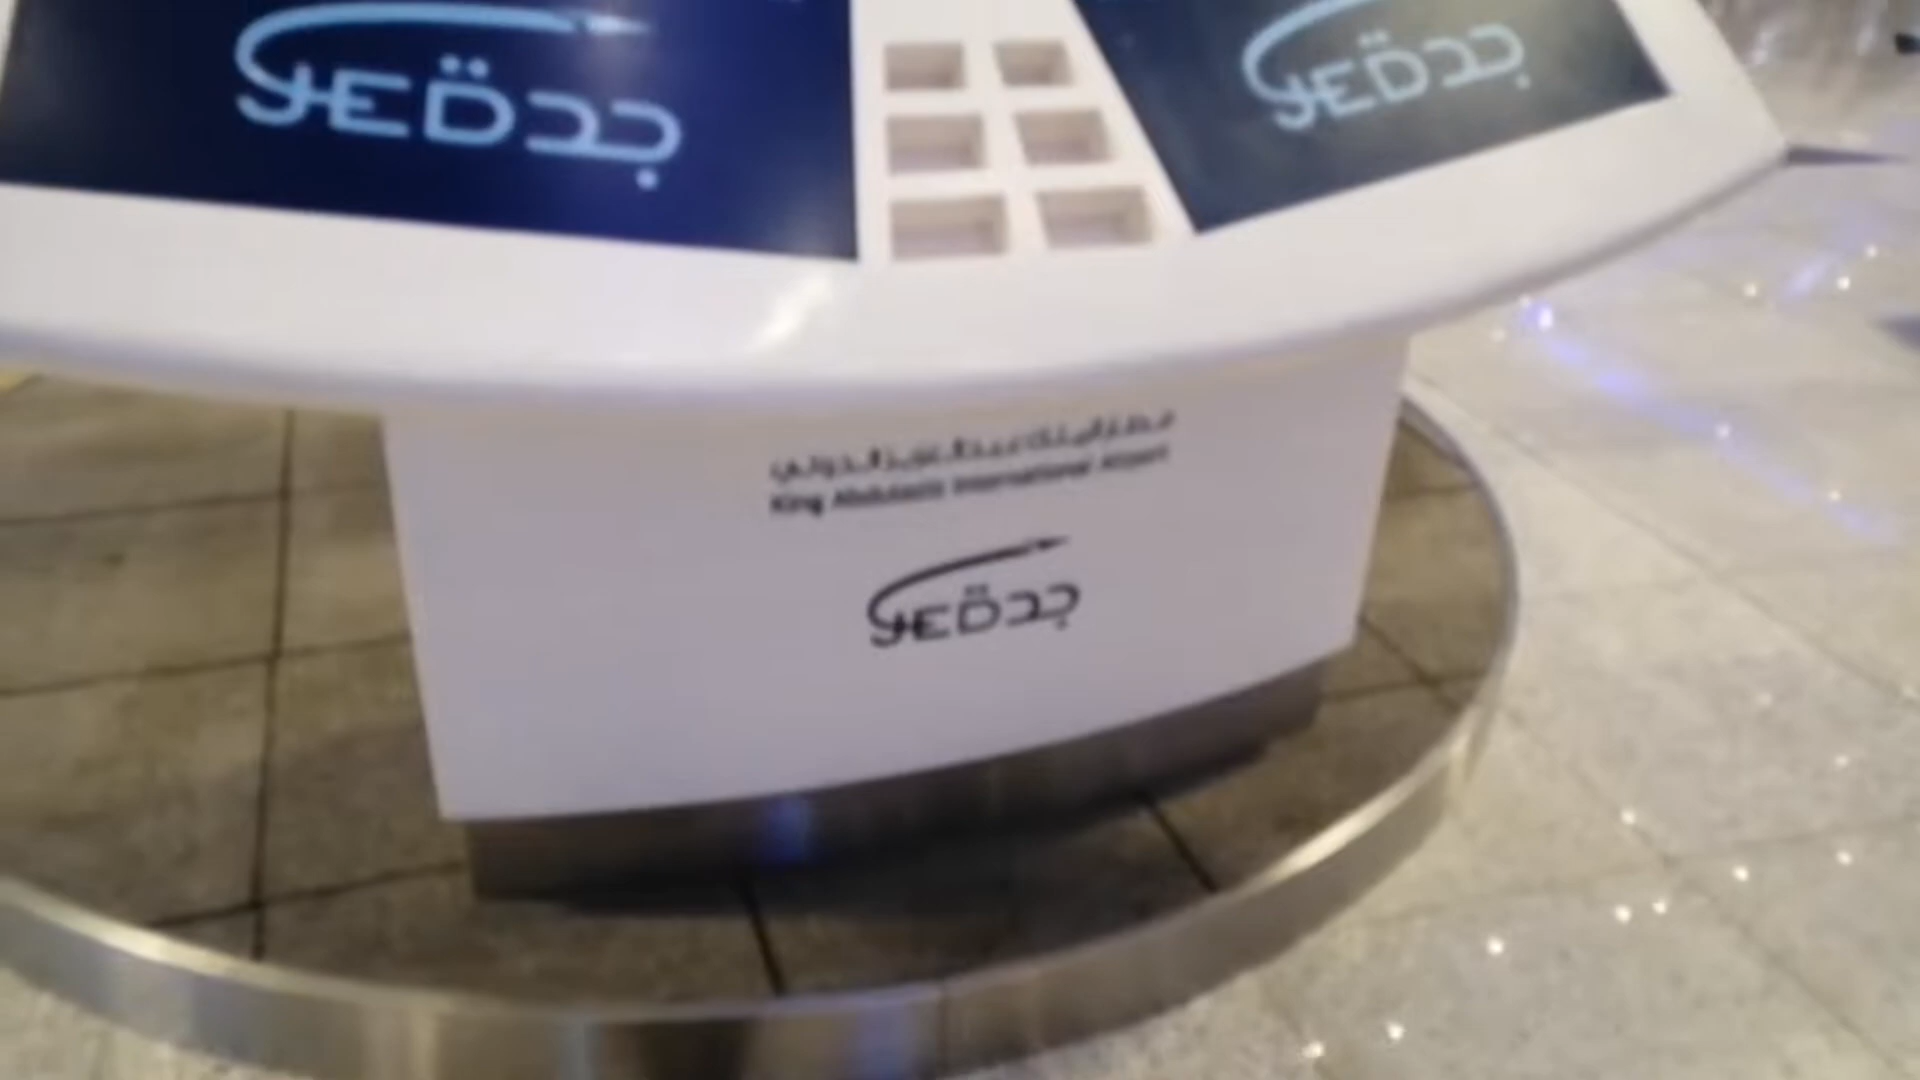 JEDجدة
JEDجدة
مطار الملك عبدالعزيز الدولي
King Abdulaziz International Airport
JEDجدة